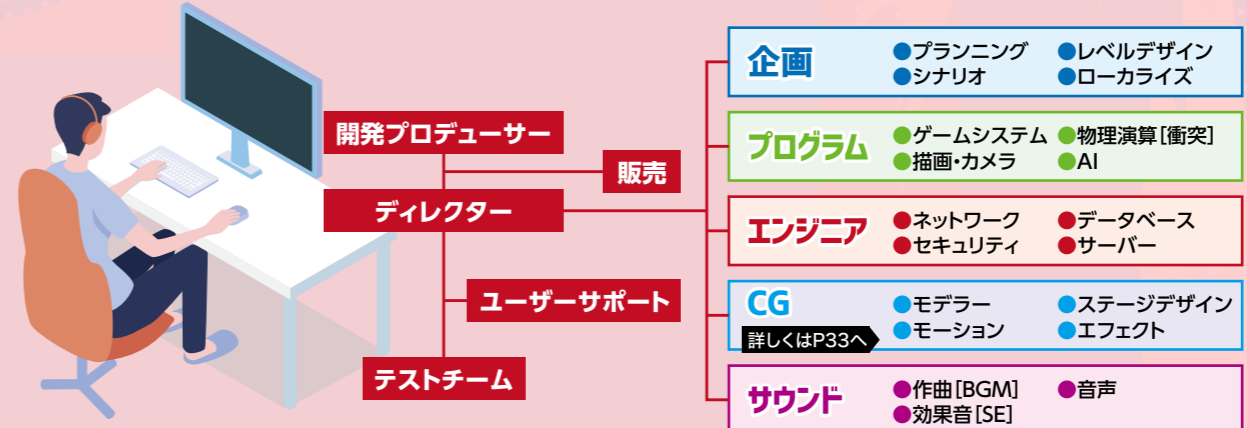 開発プロデューサー
販売
ディレクター
ユーザーサポート
テストチーム
企画
●プランニング ●レベルデザイン
●シナリオ ●ローカライズ
プログラム
●ゲームシステム ●物理演算[衝突]
●描画・カメラ ●AI
エンジニア
●ネットワーク ●データベース
●セキュリティ ●サーバー
CG
詳しくはP33へ
●モデラー ●ステージデザイン
●モーション ●エフェクト
サウンド
●作曲[BGM] ●音声
●効果音[SE]